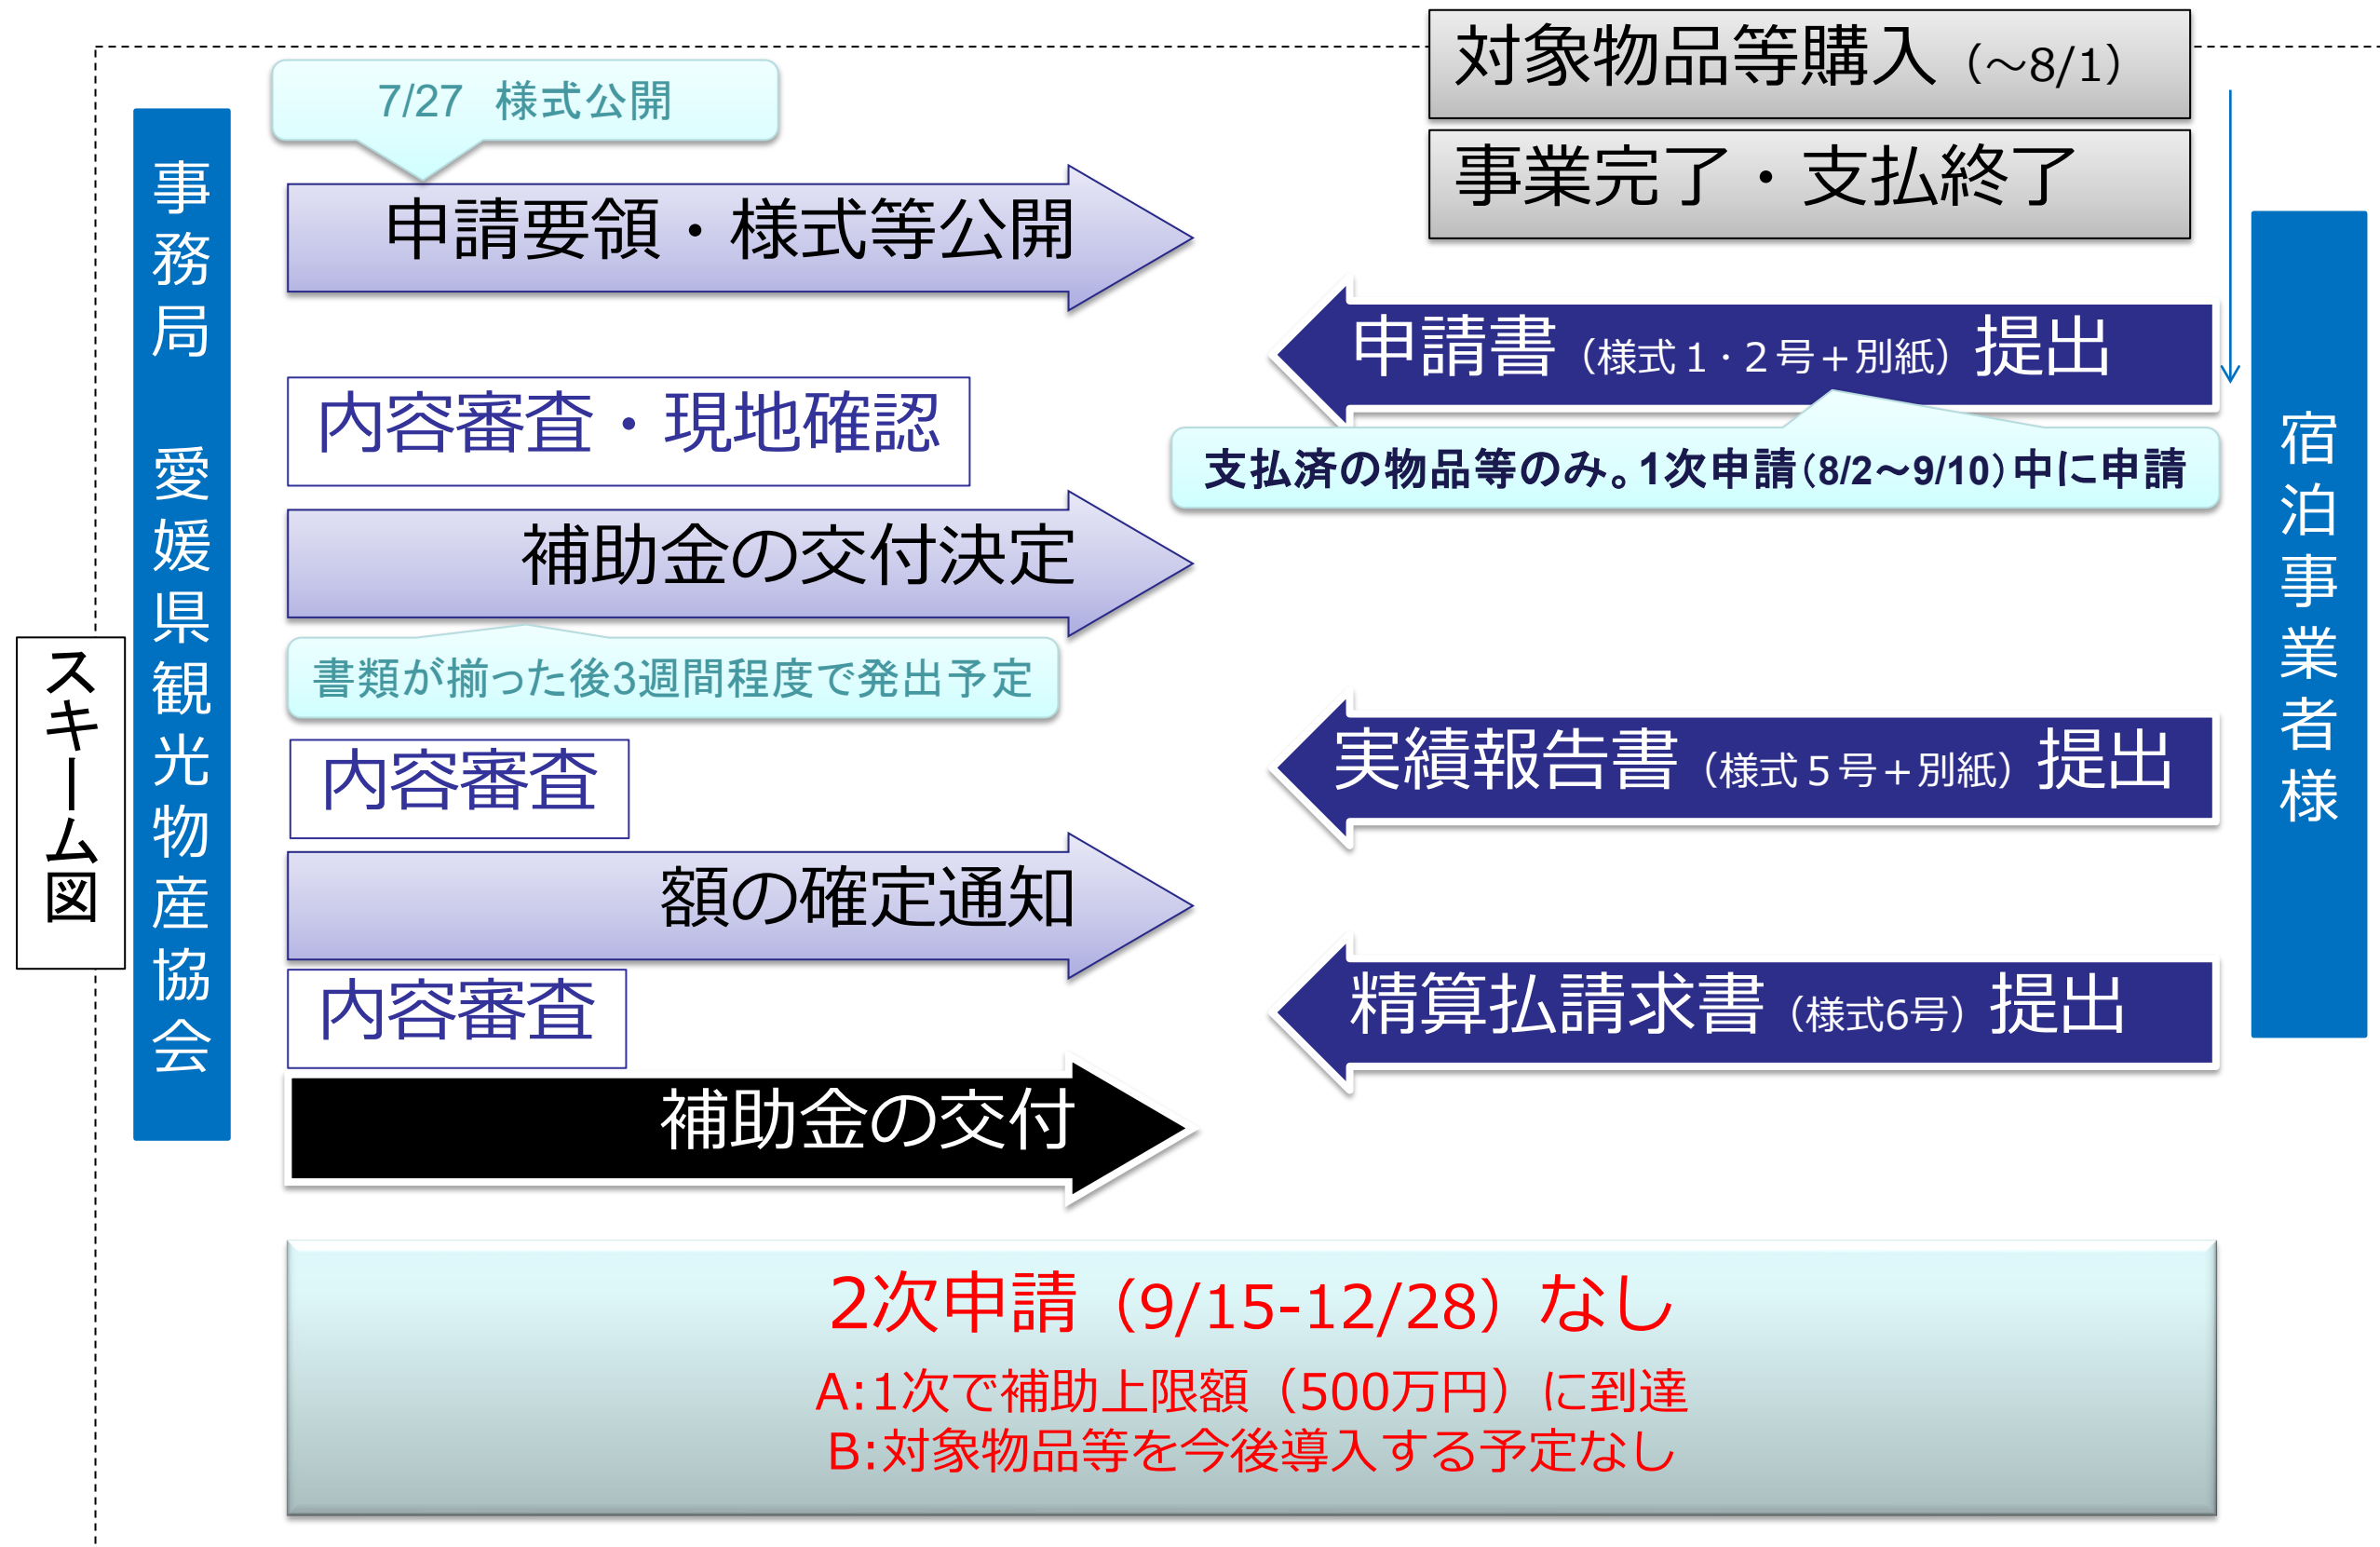 対象物品等購入（～8/1）
7/27　様式公開
事業完了・支払終了
申請要領・様式等公開
申請書（様式１・２号＋別紙）提出
内容審査・現地確認
支払済の物品等のみ。1次申請（8/2～9/10）中に申請
補助金の交付決定
書類が揃った後3週間程度で発出予定
実績報告書（様式５号＋別紙）提出
内容審査
額の確定通知
精算払請求書（様式6号）提出
内容審査
補助金の交付
事務局　愛媛県観光物産協会
宿泊事業者様
スキーム図
2次申請（9/15-12/28）なし
A:1次で補助上限額（500万円）に到達
B:対象物品等を今後導入する予定なし